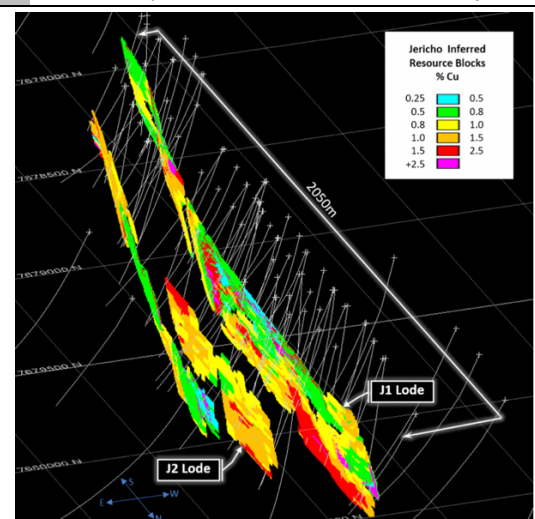 Jericho Inferred
Resource Blocks
% Cu
0.25 0.5
0.5 0.8
0.8 1.0
1.0 1.5
1.5 2.5
+2.5
7678000 N
7678500 N
2050m
7679000 N
7679500 N
J1 Lode
7680000 N
J2 Lode
S
E W
N